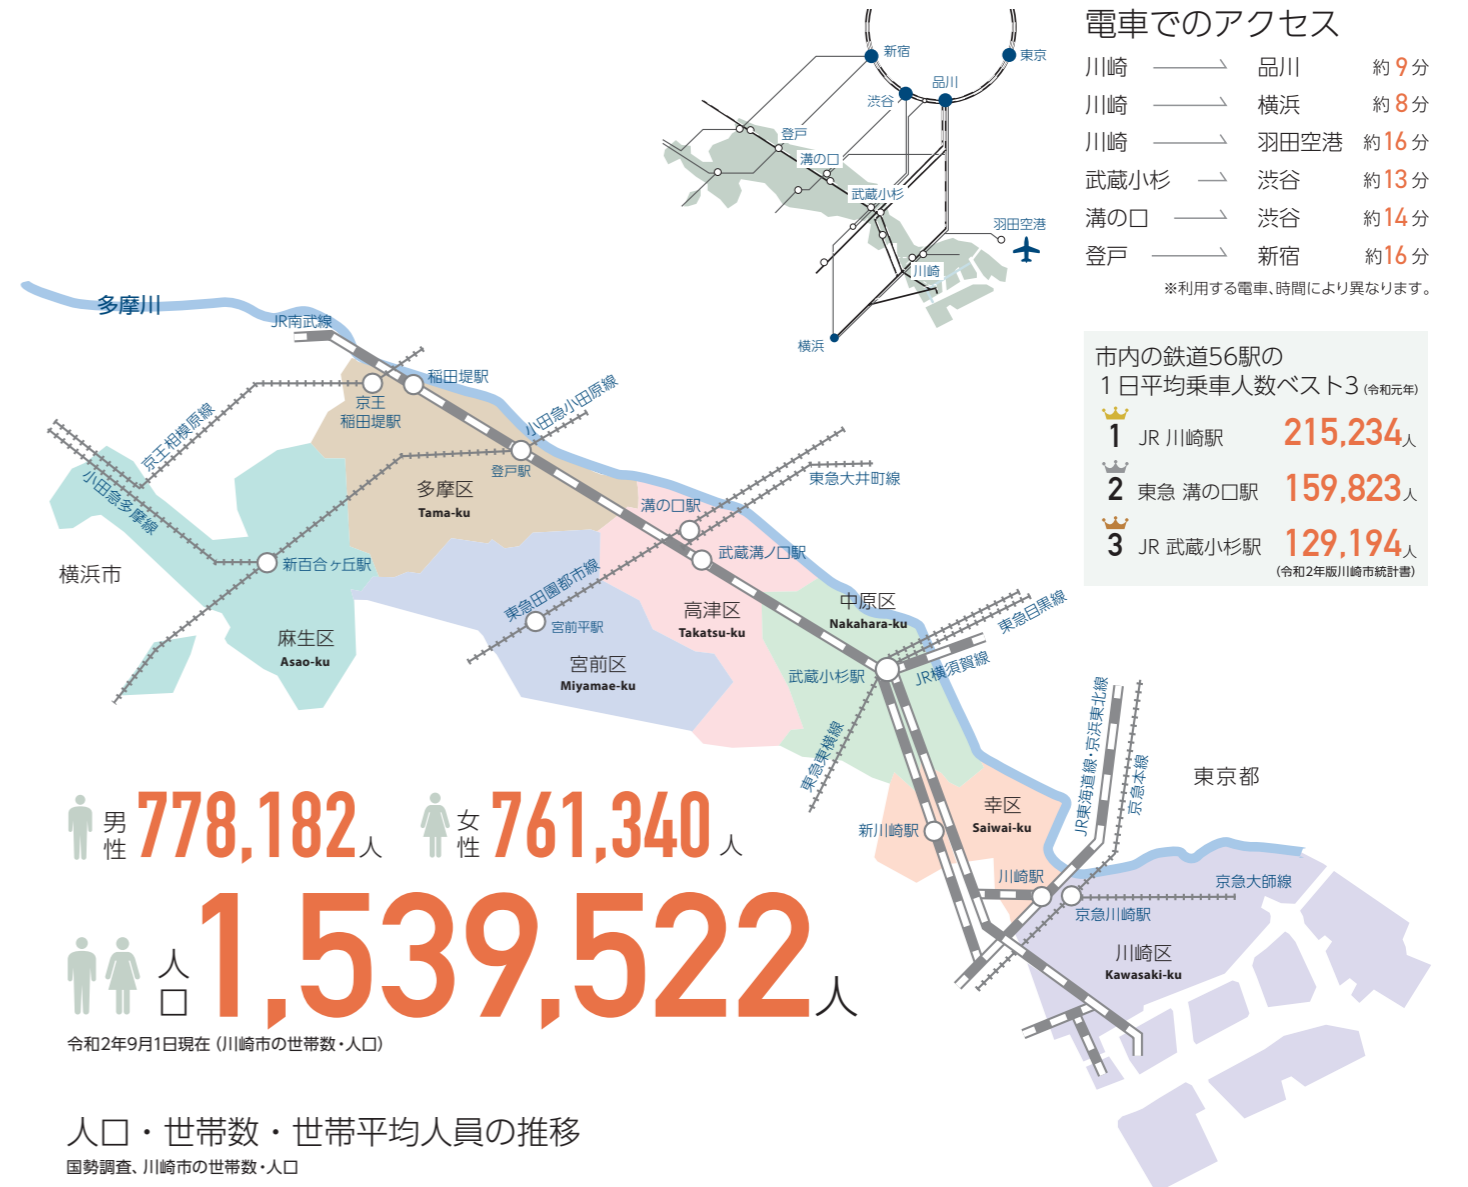 電車でのアクセス
川崎 品川 約9分
川崎 横浜 約8分
川崎 羽田空港 約16分
武蔵小杉 渋谷 約13分
溝の口 渋谷 約14分
登戸 新宿 約16分
※利用する電車、時間により異なります。
新宿
東京
品川
渋谷
登戸
溝の口
武蔵小杉
羽田空港
川崎
横浜
市内の鉄道56駅の
1日平均乗車人数ベスト3(令和元年)
1 JR 川崎駅 215,234人
2 東急 溝の口駅 159,823人
3 JR 武蔵小杉駅 129,194人
(令和2年版川崎市統計書)
多摩川
JR南武線
稲田堤駅
京王
稲田堤駅
京王相模原線
小田急小田原線
小田急多摩線
登戸駅
多摩区
Tama-ku
東急大井町線
溝の口駅
武蔵溝ノ口駅
新百合ヶ丘駅
横浜市
東急田園都市線
宮前平駅
麻生区
Asao-ku
宮前区
Miyamae-ku
高津区
Takatsu-ku
中原区
Nakahara-ku
東急目黒線
JR横須賀線
武蔵小杉駅
東急東横線
JR東海道線・京浜東北線
京急本線
東京都
幸区
Saiwai-ku
新川崎駅
川崎駅
京急川崎駅
京急大師線
川崎区
Kawasaki-ku
男性 778,182人
女性 761,340人
人口 1,539,522人
令和2年9月1日現在(川崎市の世帯数・人口)
人口・世帯数・世帯平均人員の推移
国勢調査、川崎市の世帯数・人口